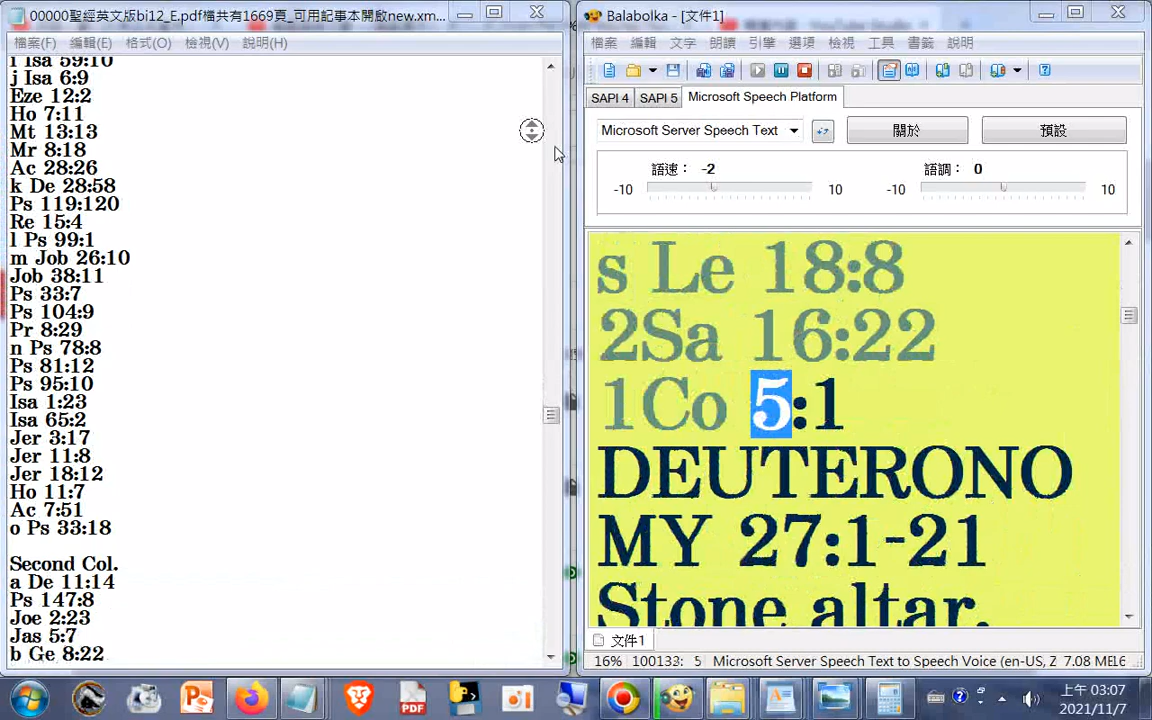 00000聖經英文版bi12_E.pdf檔共有1669頁_可用記事本開啟new.xm...
檔案(F) 編輯(E) 格式(O) 檢視(V) 說明(H)
i Isa 59:10
j Isa 6:9
Eze 12:2
Ho 7:11
Mt 13:13
Mr 8:18
Ac 28:26
k De 28:58
Ps 119:120
Re 15:4
l Ps 99:1
m Job 26:10
Job 38:11
Ps 33:7
Ps 104:9
Pr 8:29
n Ps 78:8
Ps 81:12
Ps 95:10
Isa 1:23
Isa 65:2
Jer 3:17
Jer 11:8
Jer 18:12
Ho 11:7
Ac 7:51
o Ps 33:18
Second Col.
a De 11:14
Ps 147:8
Joe 2:23
Jas 5:7
b Ge 8:22
Balabolka - [文件1]
檔案 編輯 文字 朗讀 引擎 選項 檢視 工具 書籤 說明
SAPI 4 SAPI 5 Microsoft Speech Platform
Microsoft Server Speech Text 關於 預設
語速： -2 語調： 0
-10 10 -10 10
s Le 18:8
2Sa 16:22
1Co 5:1
DEUTERONO
MY 27:1-21
Stone altar.
文件1
16% 100133: 5 Microsoft Server Speech Text to Speech Voice (en-US, Z 7.08 ME
PDF
上午 03:07
2021/11/7